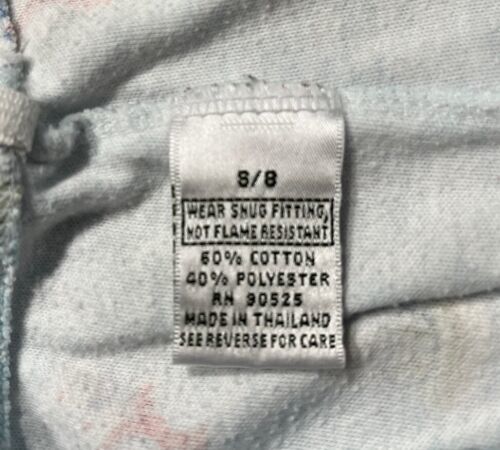 S/8
WEAR SNUG FITTING,
NOT FLAME RESISTANT
60% COTTON
40% POLYESTER
RN 90525
MADE IN THAILAND
SEE REVERSE FOR CARE